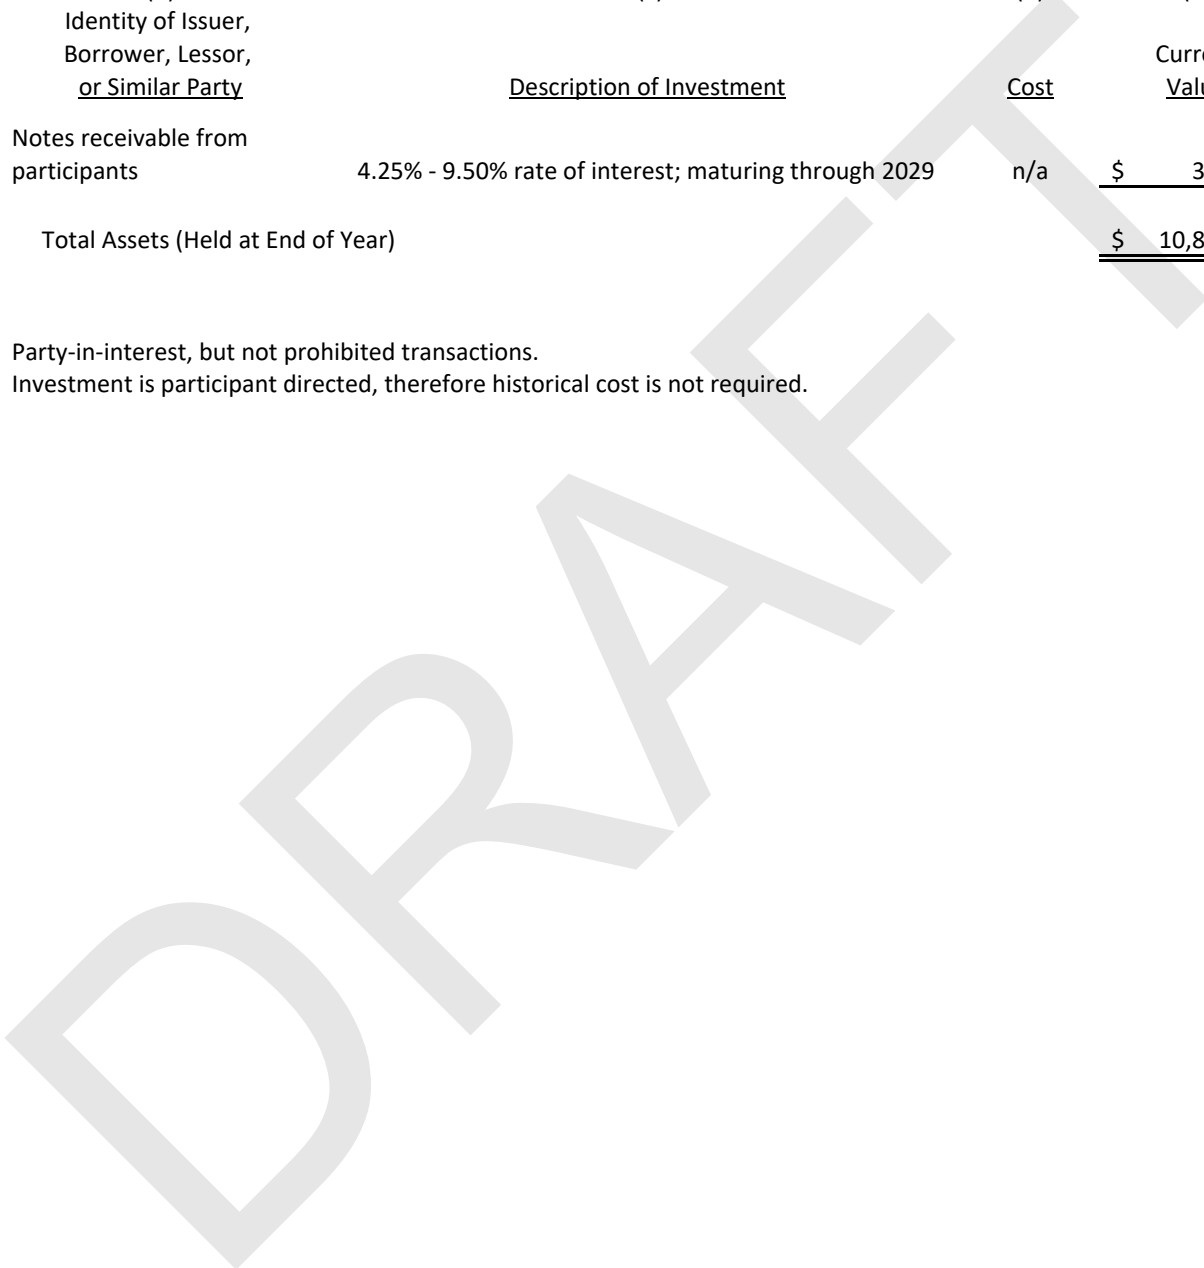 Identity of Issuer,
Borrower, Lessor,
or Similar Party Description of Investment Cost
Notes receivable from
participants 4.25% - 9.50% rate of interest; maturing through 2029 n/a $
Total Assets (Held at End of Year) $
Party-in-interest, but not prohibited transactions.
Investment is participant directed, therefore historical cost is not required.
DRAFT